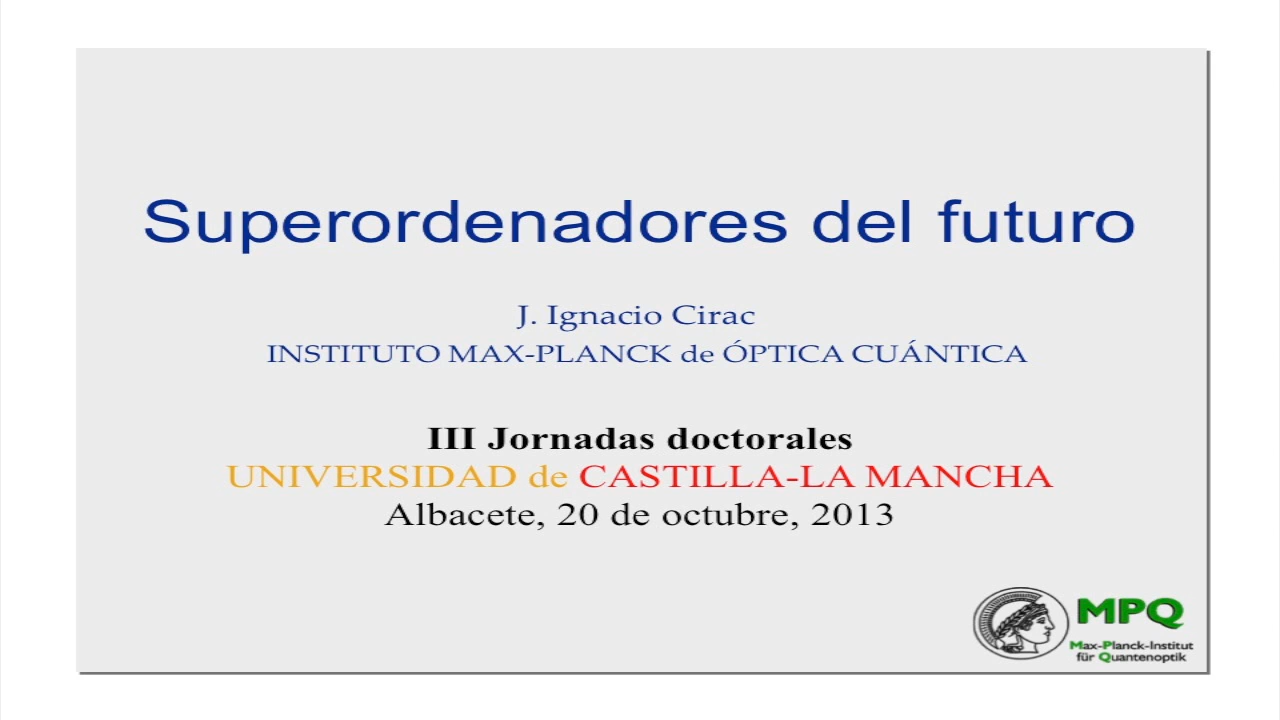 Superordenadores del futuro
J. Ignacio Cirac
INSTITUTO MAX-PLANCK de ÓPTICA CUÁNTICA
III Jornadas doctorales
UNIVERSIDAD de CASTILLA-LA MANCHA
Albacete, 20 de octubre, 2013
MPQ
Max-Planck-Institut
für Quantenoptik